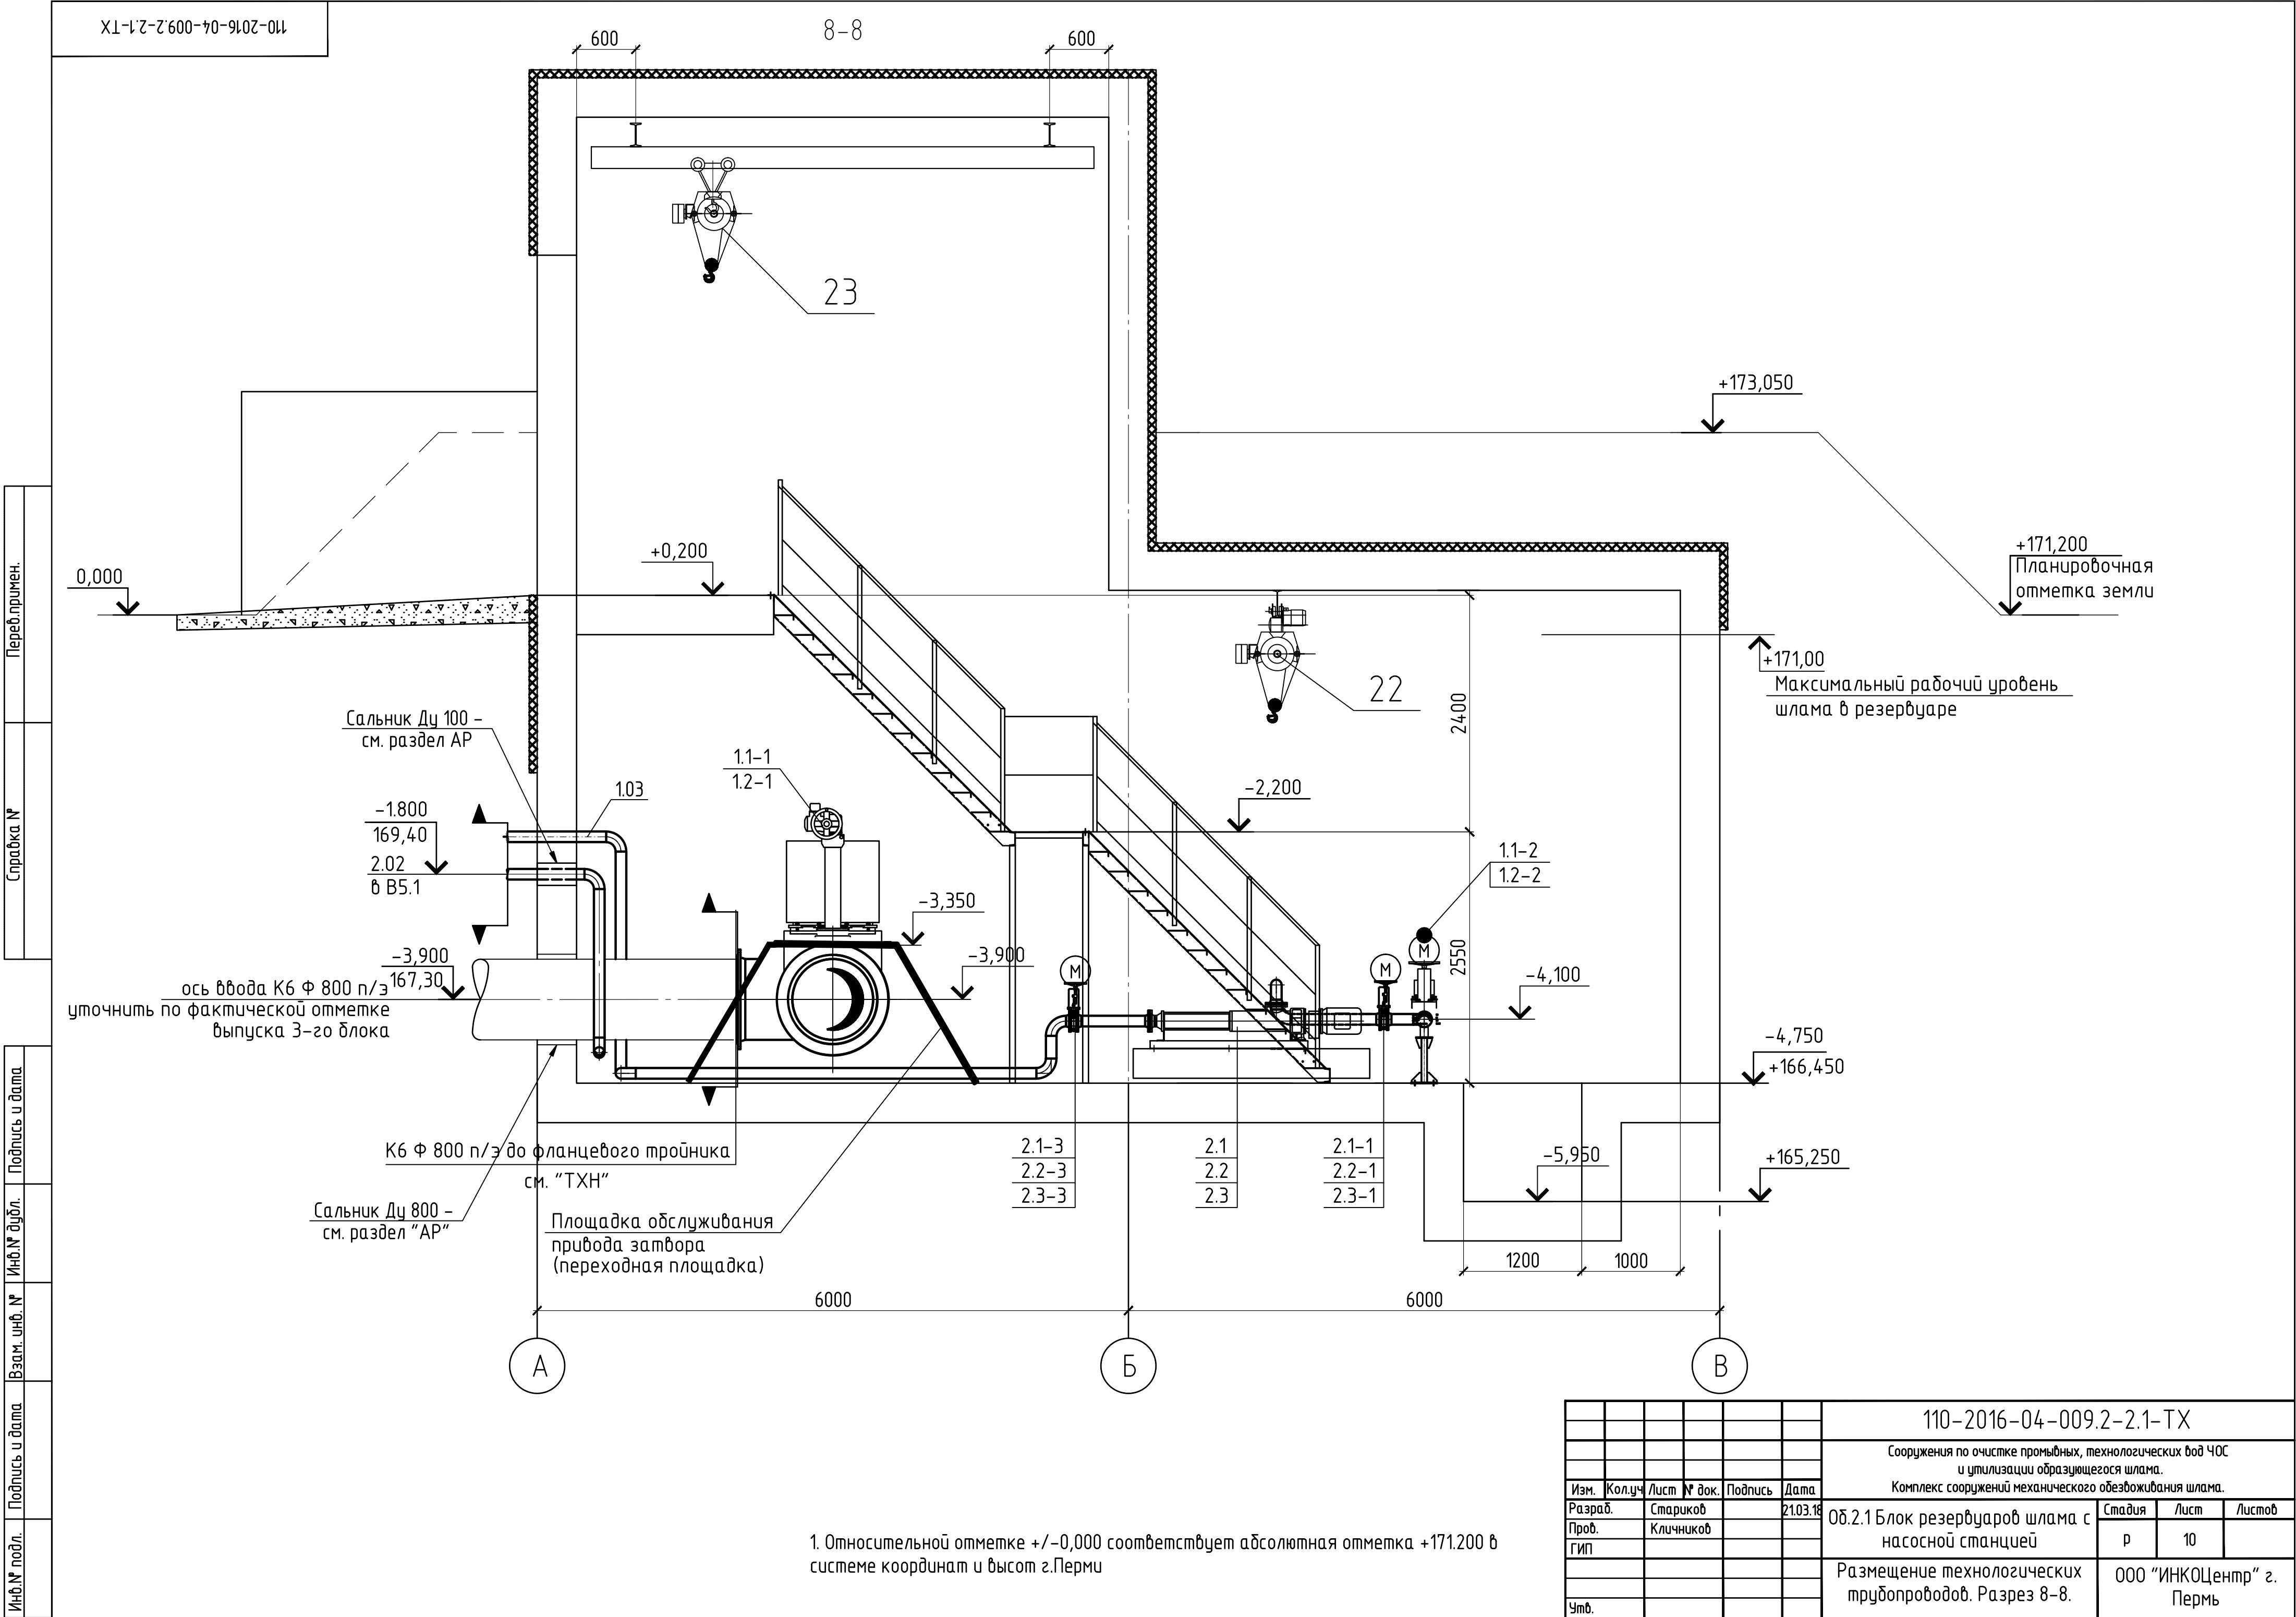 110-2016-04-009.2-2.1-ТХ
8-8
600
600
23
+173,050
+0,200
0,000
+171,200
Планировочная
отметка земли
+171,00
Максимальный рабочий уровень
шлама в резервуаре
22
2400
Сальник Ду 100 -
см. раздел АР
1.1-1
1.2-1
1.03
-2,200
-1.800
169,40
2.02
в В5.1
1.1-2
1.2-2
-3,350
-3,900
167,30
-3,900
ось ввода К6 Ф 800 п/э
уточнить по фактической отметке
выпуска 3-го блока
М
М
М
2550
-4,100
-4,750
+166,450
К6 Ф 800 п/э до фланцевого тройника
см. "ТХН"
2.1-3
2.2-3
2.3-3
2.1
2.2
2.3
2.1-1
2.2-1
2.3-1
-5,950
+165,250
Сальник Ду 800 -
см. раздел "АР"
Площадка обслуживания
привода затвора
(переходная площадка)
1200
1000
6000
6000
А
Б
В
1. Относительной отметке +/-0,000 соответствует абсолютная отметка +171.200 в
системе координат и высот г.Перми
Перев.примен.
Справка №
Подпись и дата
Инв.№ дубл.
Взам. инв. №
Подпись и дата
Инв.№ подл.
110-2016-04-009.2-2.1-ТХ
Сооружения по очистке промывных, технологических вод ЧОС
и утилизации образующегося шлама.
Комплекс сооружений механического обезвоживания шлама.
Изм. Кол.уч Лист № док. Подпись Дата
Разраб. Стариков 21.03.18
Пров. Кличников
ГИП
Утв.
Об.2.1 Блок резервуаров шлама с
насосной станцией
Стадия Лист Листов
р 10
Размещение технологических
трубопроводов. Разрез 8-8.
ООО "ИНКОЦентр" г.
Пермь